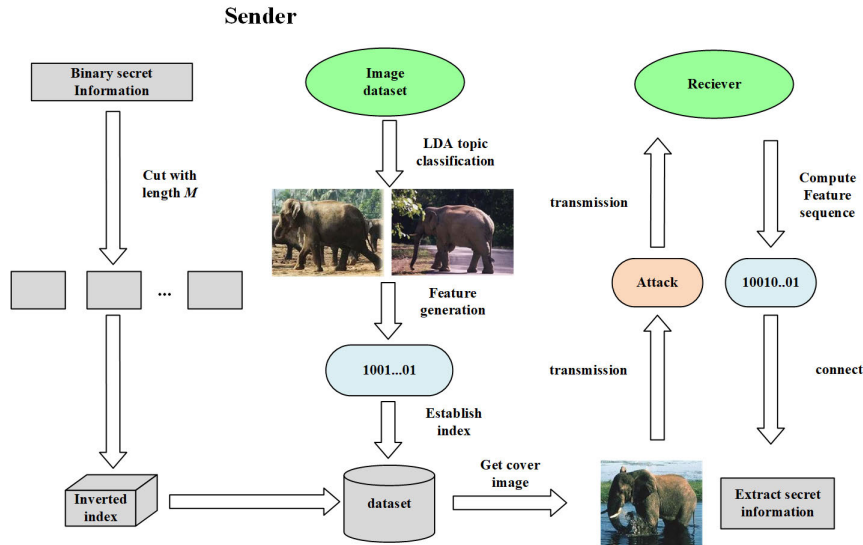 Sender
Binary secret
Information
Image
dataset
Reciever
LDA topic
classification
Cut with
length M
transmission
Compute
Feature
sequence
...
Feature
generation
Attack
10010..01
1001...01
transmission
connect
Establish
index
Inverted
index
dataset
Get cover
image
Extract secret
information